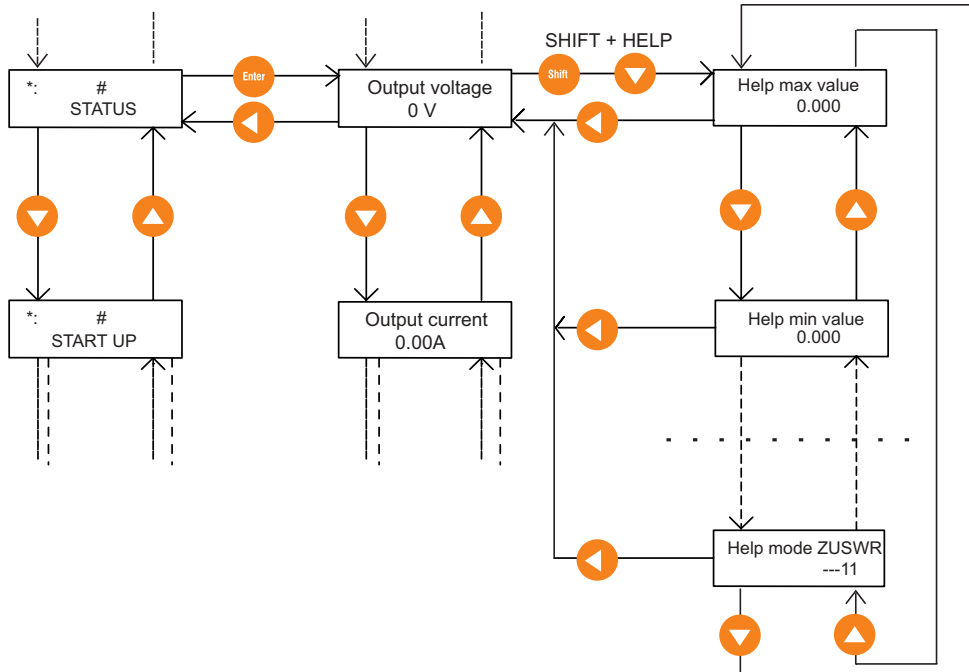 SHIFT + HELP
*: #
STATUS
Enter
Output voltage
0 V
Shift
Help max value
0.000
*: #
START UP
Output current
0.00A
Help min value
0.000
Help mode ZUSWR
---11